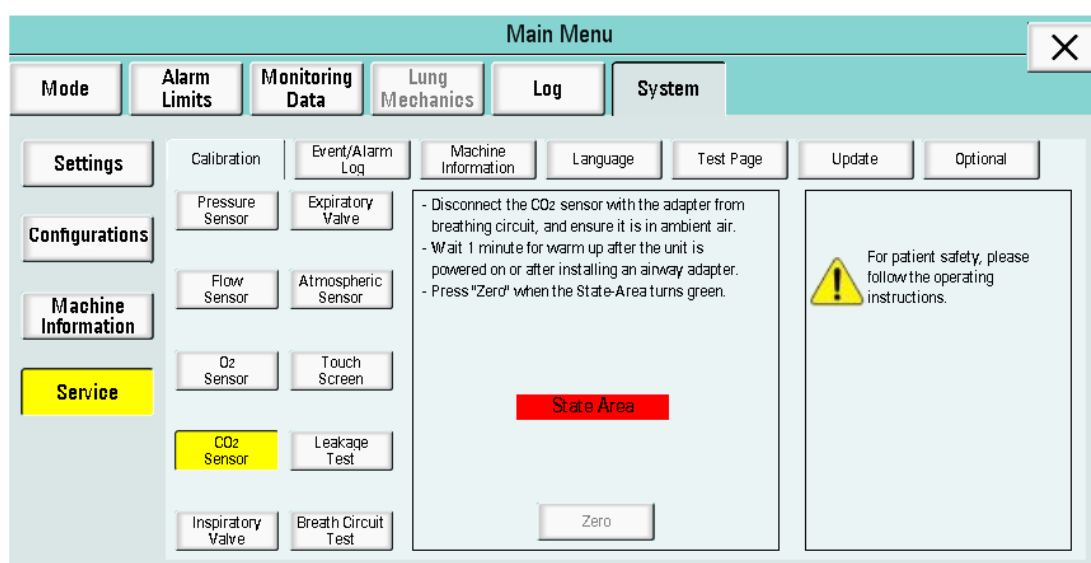 Main Menu
Mode
Alarm
Limits
Monitoring
Data
Lung
Mechanics
Log
System
Settings
Configurations
Machine
Information
Service
Calibration
Event/Alarm
Log
Machine
Information
Language
Test Page
Update
Optional
Pressure
Sensor
Expiratory
Valve
Flow
Sensor
Atmospheric
Sensor
O2
Sensor
Touch
Screen
CO2
Sensor
Leakage
Test
Inspiratory
Valve
Breath Circuit
Test
- Disconnect the CO2 sensor with the adapter from
breathing circuit, and ensure it is in ambient air.
- Wait 1 minute for warm up after the unit is
powered on or after installing an airway adapter.
- Press "Zero" when the State-Area turns green.
State Area
Zero
For patient safety, please
follow the operating
instructions.